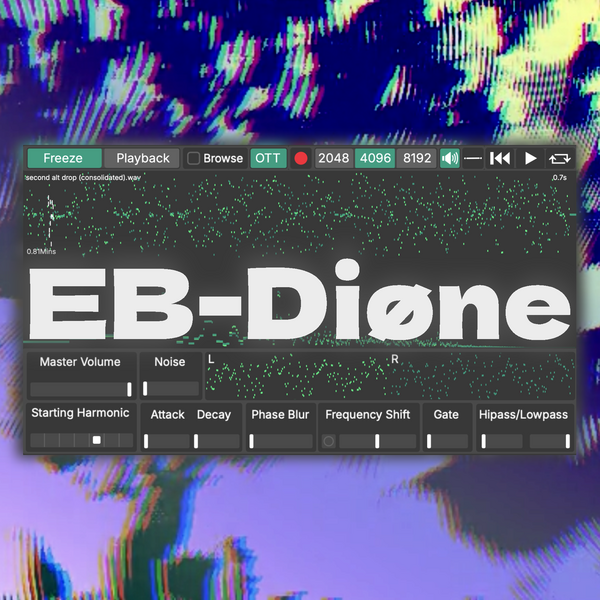 Freeze Playback Browse OTT 2048 4096 8192
second alt drop (consolidated).wav 0.7s
0.81Mins
EB-Diøne
Master Volume Noise L R
Starting Harmonic Attack Decay Phase Blur Frequency Shift Gate Hipass/Lowpass